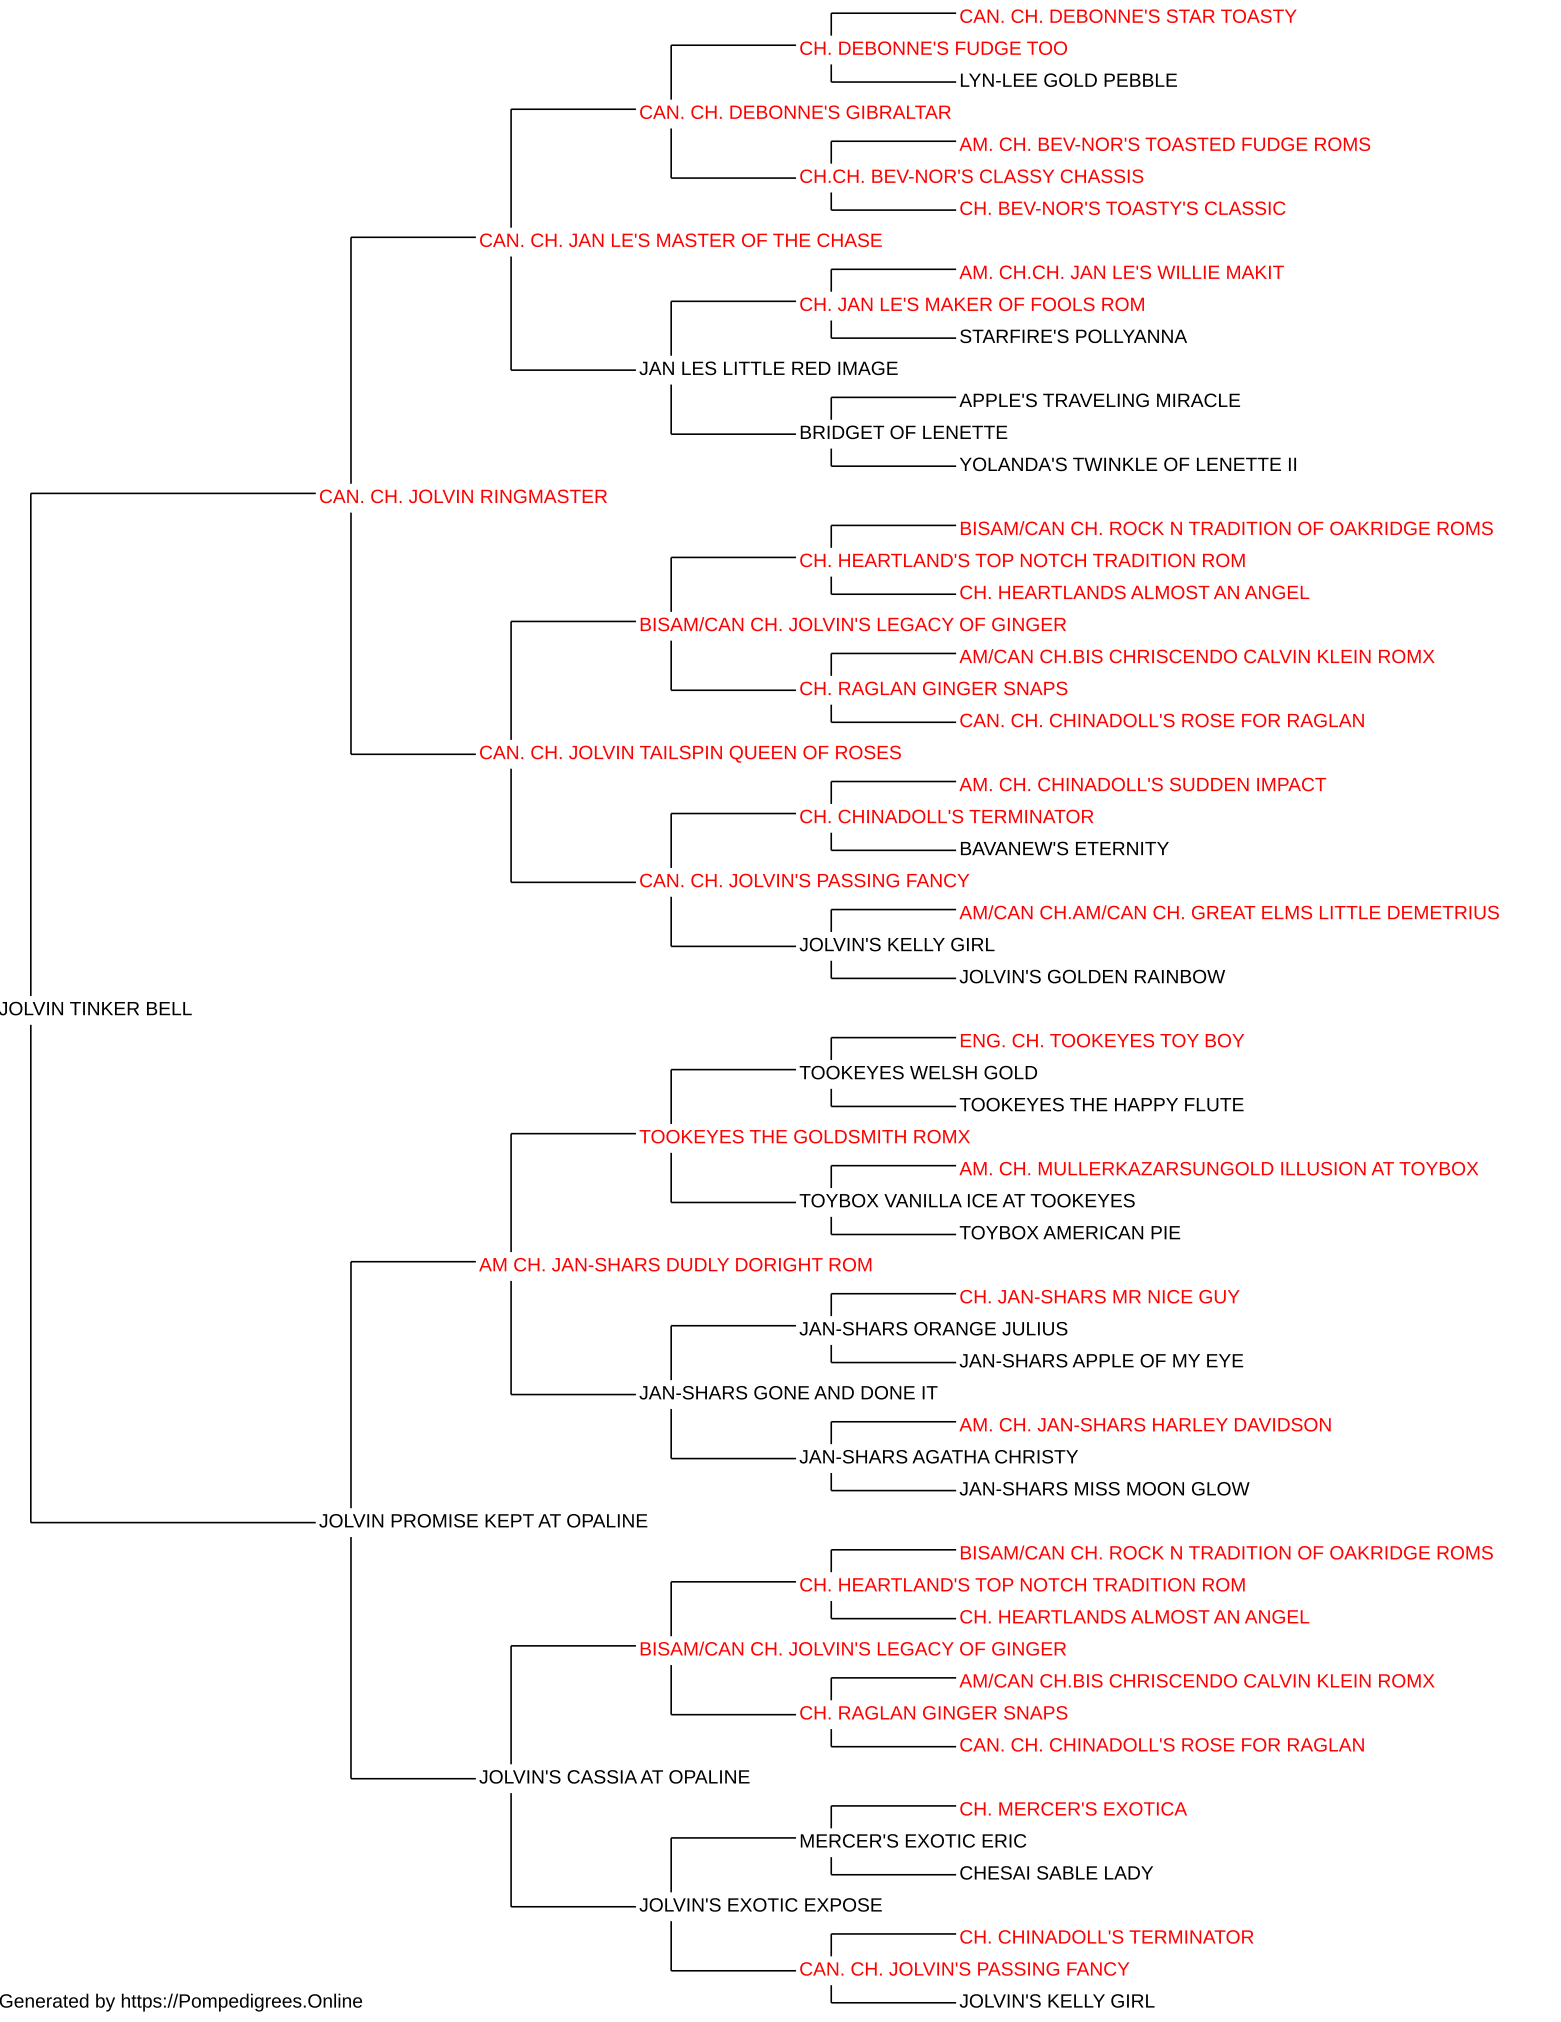 CAN. CH. DEBONNE'S STAR TOASTY
CH. DEBONNE'S FUDGE TOO
LYN-LEE GOLD PEBBLE
CAN. CH. DEBONNE'S GIBRALTAR
AM. CH. BEV-NOR'S TOASTED FUDGE ROMS
CH.CH. BEV-NOR'S CLASSY CHASSIS
CH. BEV-NOR'S TOASTY'S CLASSIC
CAN. CH. JAN LE'S MASTER OF THE CHASE
AM. CH.CH. JAN LE'S WILLIE MAKIT
CH. JAN LE'S MAKER OF FOOLS ROM
STARFIRE'S POLLYANNA
JAN LES LITTLE RED IMAGE
APPLE'S TRAVELING MIRACLE
BRIDGET OF LENETTE
YOLANDA'S TWINKLE OF LENETTE II
CAN. CH. JOLVIN RINGMASTER
BISAM/CAN CH. ROCK N TRADITION OF OAKRIDGE ROMS
CH. HEARTLAND'S TOP NOTCH TRADITION ROM
CH. HEARTLANDS ALMOST AN ANGEL
BISAM/CAN CH. JOLVIN'S LEGACY OF GINGER
AM/CAN CH.BIS CHRISCENDO CALVIN KLEIN ROMX
CH. RAGLAN GINGER SNAPS
CAN. CH. CHINADOLL'S ROSE FOR RAGLAN
CAN. CH. JOLVIN TAILSPIN QUEEN OF ROSES
AM. CH. CHINADOLL'S SUDDEN IMPACT
CH. CHINADOLL'S TERMINATOR
BAVANEW'S ETERNITY
CAN. CH. JOLVIN'S PASSING FANCY
AM/CAN CH.AM/CAN CH. GREAT ELMS LITTLE DEMETRIUS
JOLVIN'S KELLY GIRL
JOLVIN'S GOLDEN RAINBOW
JOLVIN TINKER BELL
ENG. CH. TOOKEYES TOY BOY
TOOKEYES WELSH GOLD
TOOKEYES THE HAPPY FLUTE
TOOKEYES THE GOLDSMITH ROMX
AM. CH. MULLERKAZARSUNGOLD ILLUSION AT TOYBOX
TOYBOX VANILLA ICE AT TOOKEYES
TOYBOX AMERICAN PIE
AM CH. JAN-SHARS DUDLY DORIGHT ROM
CH. JAN-SHARS MR NICE GUY
JAN-SHARS ORANGE JULIUS
JAN-SHARS APPLE OF MY EYE
JAN-SHARS GONE AND DONE IT
AM. CH. JAN-SHARS HARLEY DAVIDSON
JAN-SHARS AGATHA CHRISTY
JAN-SHARS MISS MOON GLOW
JOLVIN PROMISE KEPT AT OPALINE
BISAM/CAN CH. ROCK N TRADITION OF OAKRIDGE ROMS
CH. HEARTLAND'S TOP NOTCH TRADITION ROM
CH. HEARTLANDS ALMOST AN ANGEL
BISAM/CAN CH. JOLVIN'S LEGACY OF GINGER
AM/CAN CH.BIS CHRISCENDO CALVIN KLEIN ROMX
CH. RAGLAN GINGER SNAPS
CAN. CH. CHINADOLL'S ROSE FOR RAGLAN
JOLVIN'S CASSIA AT OPALINE
CH. MERCER'S EXOTICA
MERCER'S EXOTIC ERIC
CHESAI SABLE LADY
JOLVIN'S EXOTIC EXPOSE
CH. CHINADOLL'S TERMINATOR
CAN. CH. JOLVIN'S PASSING FANCY
JOLVIN'S KELLY GIRL
Generated by https://Pompedigrees.Online